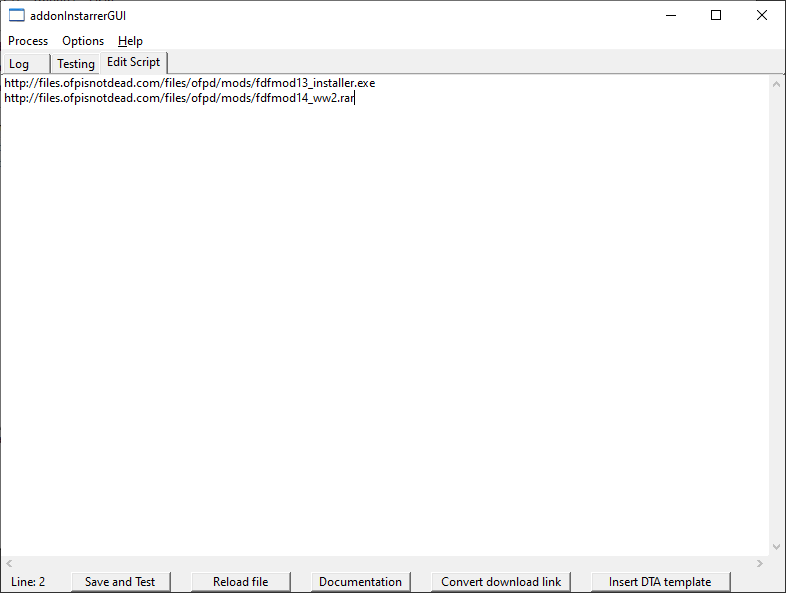 addonInstarrerGUI
Process Options Help
Log Testing Edit Script
http://files.ofpisnotdead.com/files/ofpd/mods/fdfmod13_installer.exe
http://files.ofpisnotdead.com/files/ofpd/mods/fdfmod14_ww2.rar
Line: 2 Save and Test Reload file Documentation Convert download link Insert DTA template